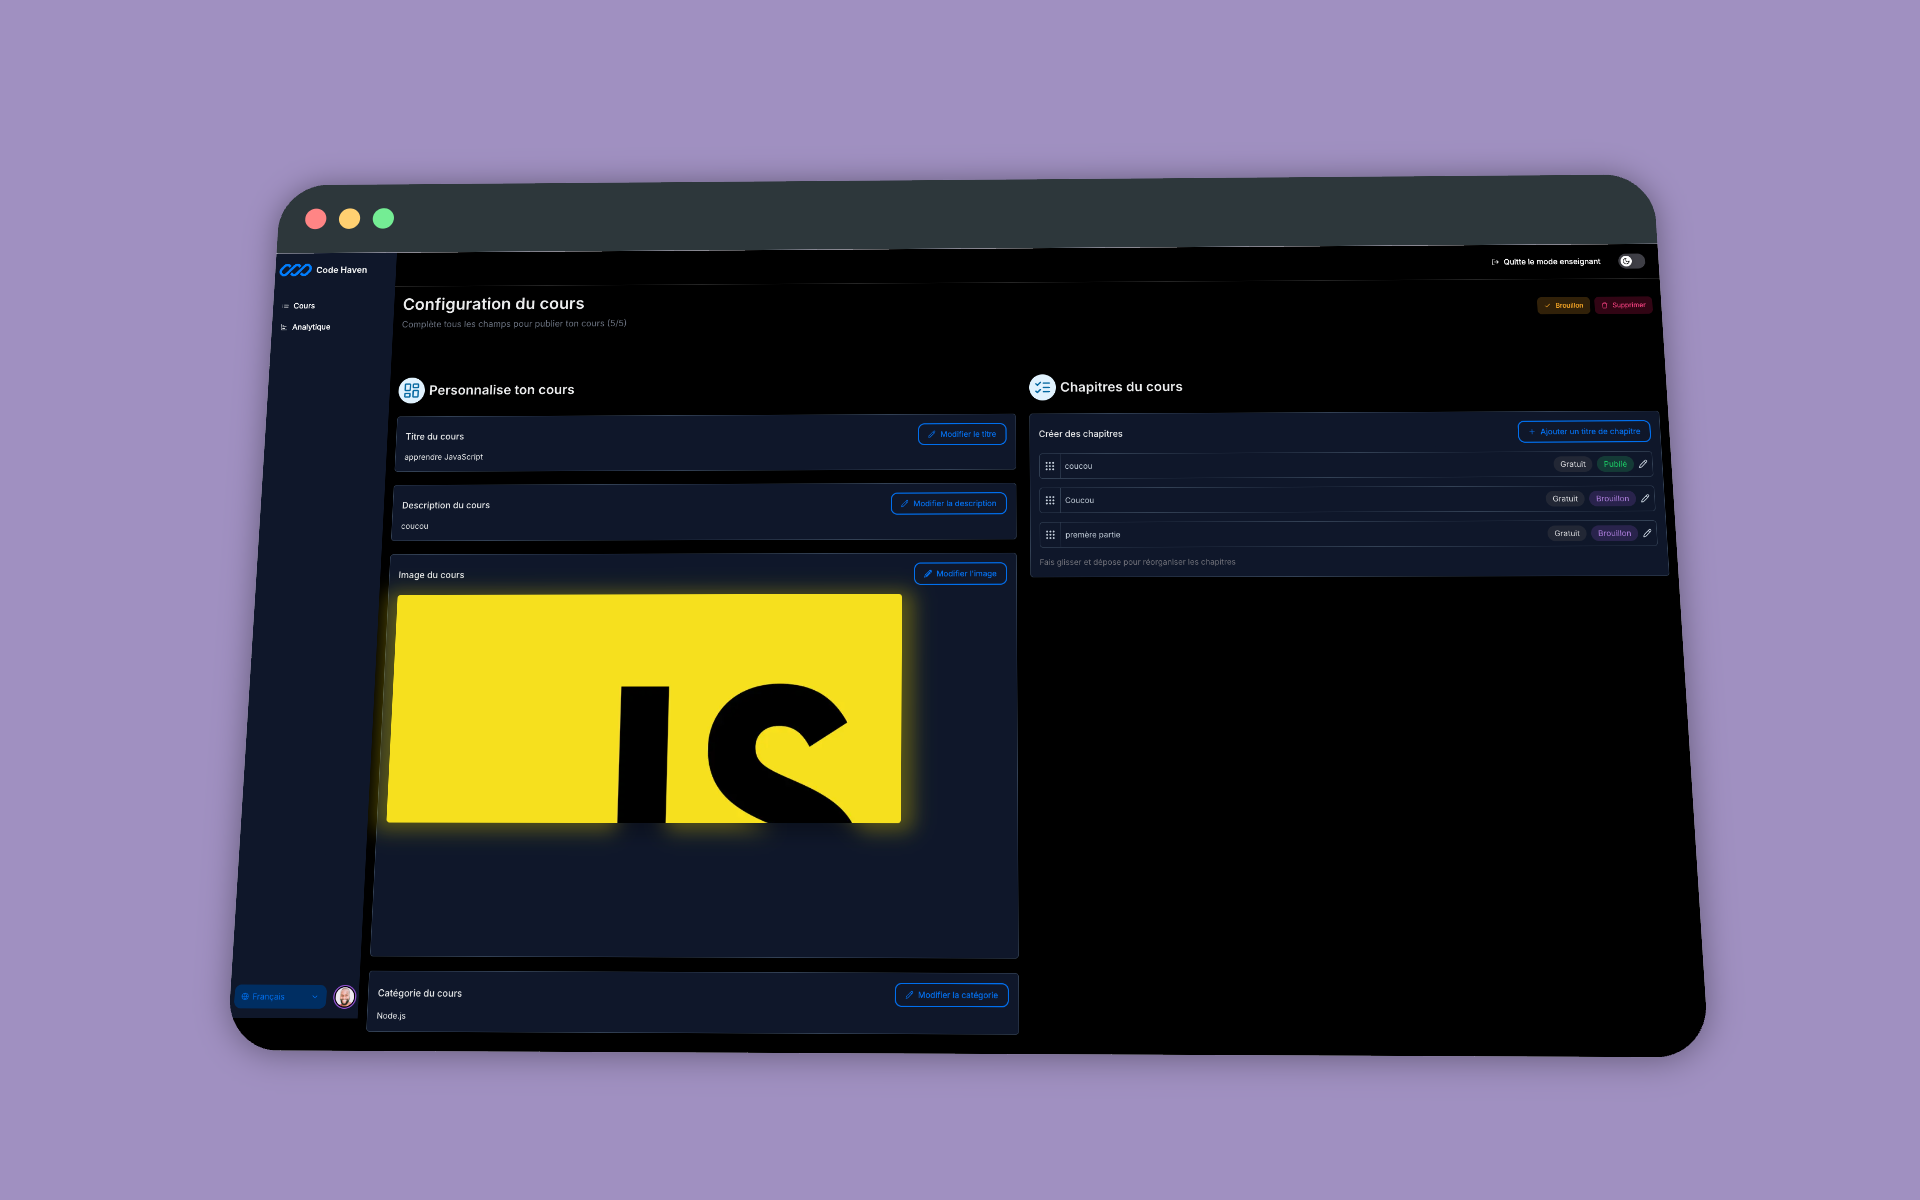 Code Haven
Quitte le mode enseignant
Cours
Analytique
Configuration du cours
Complète tous les champs pour publier ton cours (5/5)
Brouillon
Supprimer
Personnalise ton cours
Titre du cours
Modifier le titre
apprendre JavaScript
Description du cours
Modifier la description
coucou
Image du cours
Modifier l'image
JS
Catégorie du cours
Modifier la catégorie
Node.js
Chapitres du cours
Créer des chapitres
Ajouter un titre de chapitre
coucou
Gratuit
Publié
Coucou
Gratuit
Brouillon
premère partie
Gratuit
Brouillon
Fais glisser et dépose pour réorganiser les chapitres
Français